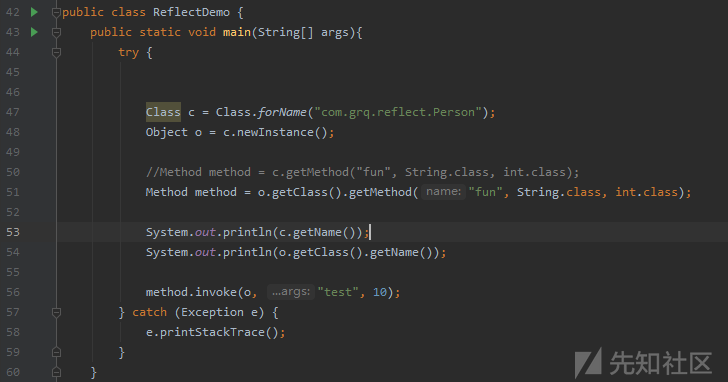 42 public class ReflectDemo {
43 public static void main(String[] args){
44 try {
45
46
47 Class c = Class.forName("com.grq.reflect.Person");
48 Object o = c.newInstance();
49
50 //Method method = c.getMethod("fun", String.class, int.class);
51 Method method = o.getClass().getMethod( name: "fun", String.class, int.class);
52
53 System.out.println(c.getName());
54 System.out.println(o.getClass().getName());
55
56 method.invoke(o, ...args: "test", 10);
57 } catch (Exception e) {
58 e.printStackTrace();
59 }
60 }
先知社区